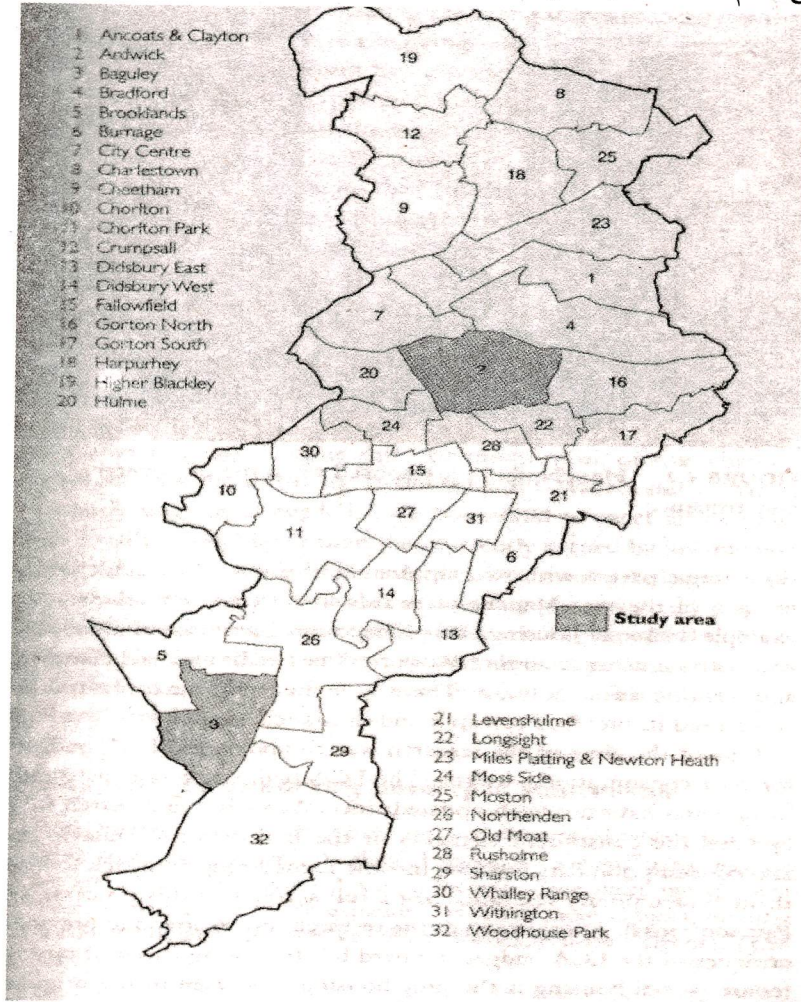 1 Ancoats & Clayton
2 Ardwick
3 Baguley
4 Bradford
5 Brooklands
6 Burnage
7 City Centre
8 Charlestown
9 Cheetham
10 Chorlton
11 Chorlton Park
12 Crumpsall
13 Didsbury East
14 Didsbury West
15 Fallowfield
16 Gorton North
17 Gorton South
18 Harpurhey
19 Higher Blackley
20 Hulme
19
8
12
25
18
9
23
1
7
4
20
2
16
24
22
17
30
28
15
10
21
27
31
11
6
14
13
26
5
3
29
32
Study area
21 Levenshulme
22 Longsight
23 Miles Platting & Newton Heath
24 Moss Side
25 Moston
26 Northenden
27 Old Moat
28 Rusholme
29 Sharston
30 Whalley Range
31 Withington
32 Woodhouse Park